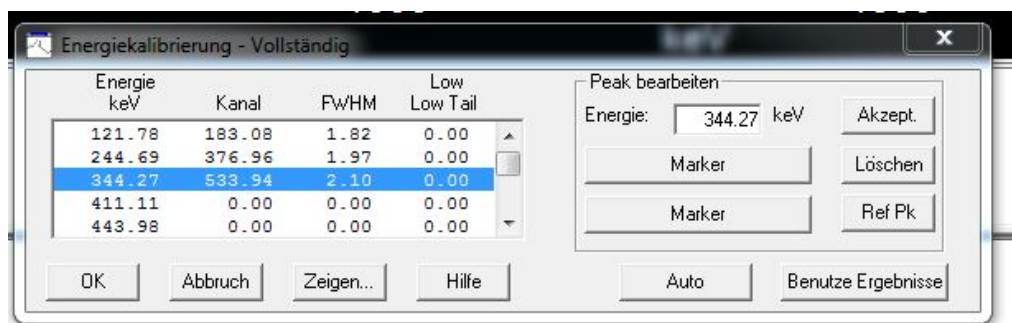 keV
Energiekalibrierung - Vollständig
x
Energie keV Kanal FWHM Low Low Tail
121.78 183.08 1.82 0.00
244.69 376.96 1.97 0.00
344.27 533.94 2.10 0.00
411.11 0.00 0.00 0.00
443.98 0.00 0.00 0.00
Peak bearbeiten
Energie: 344.27 keV Akzept.
Marker Löschen
Marker Ref Pk
OK Abbruch Zeigen... Hilfe Auto Benutze Ergebnisse